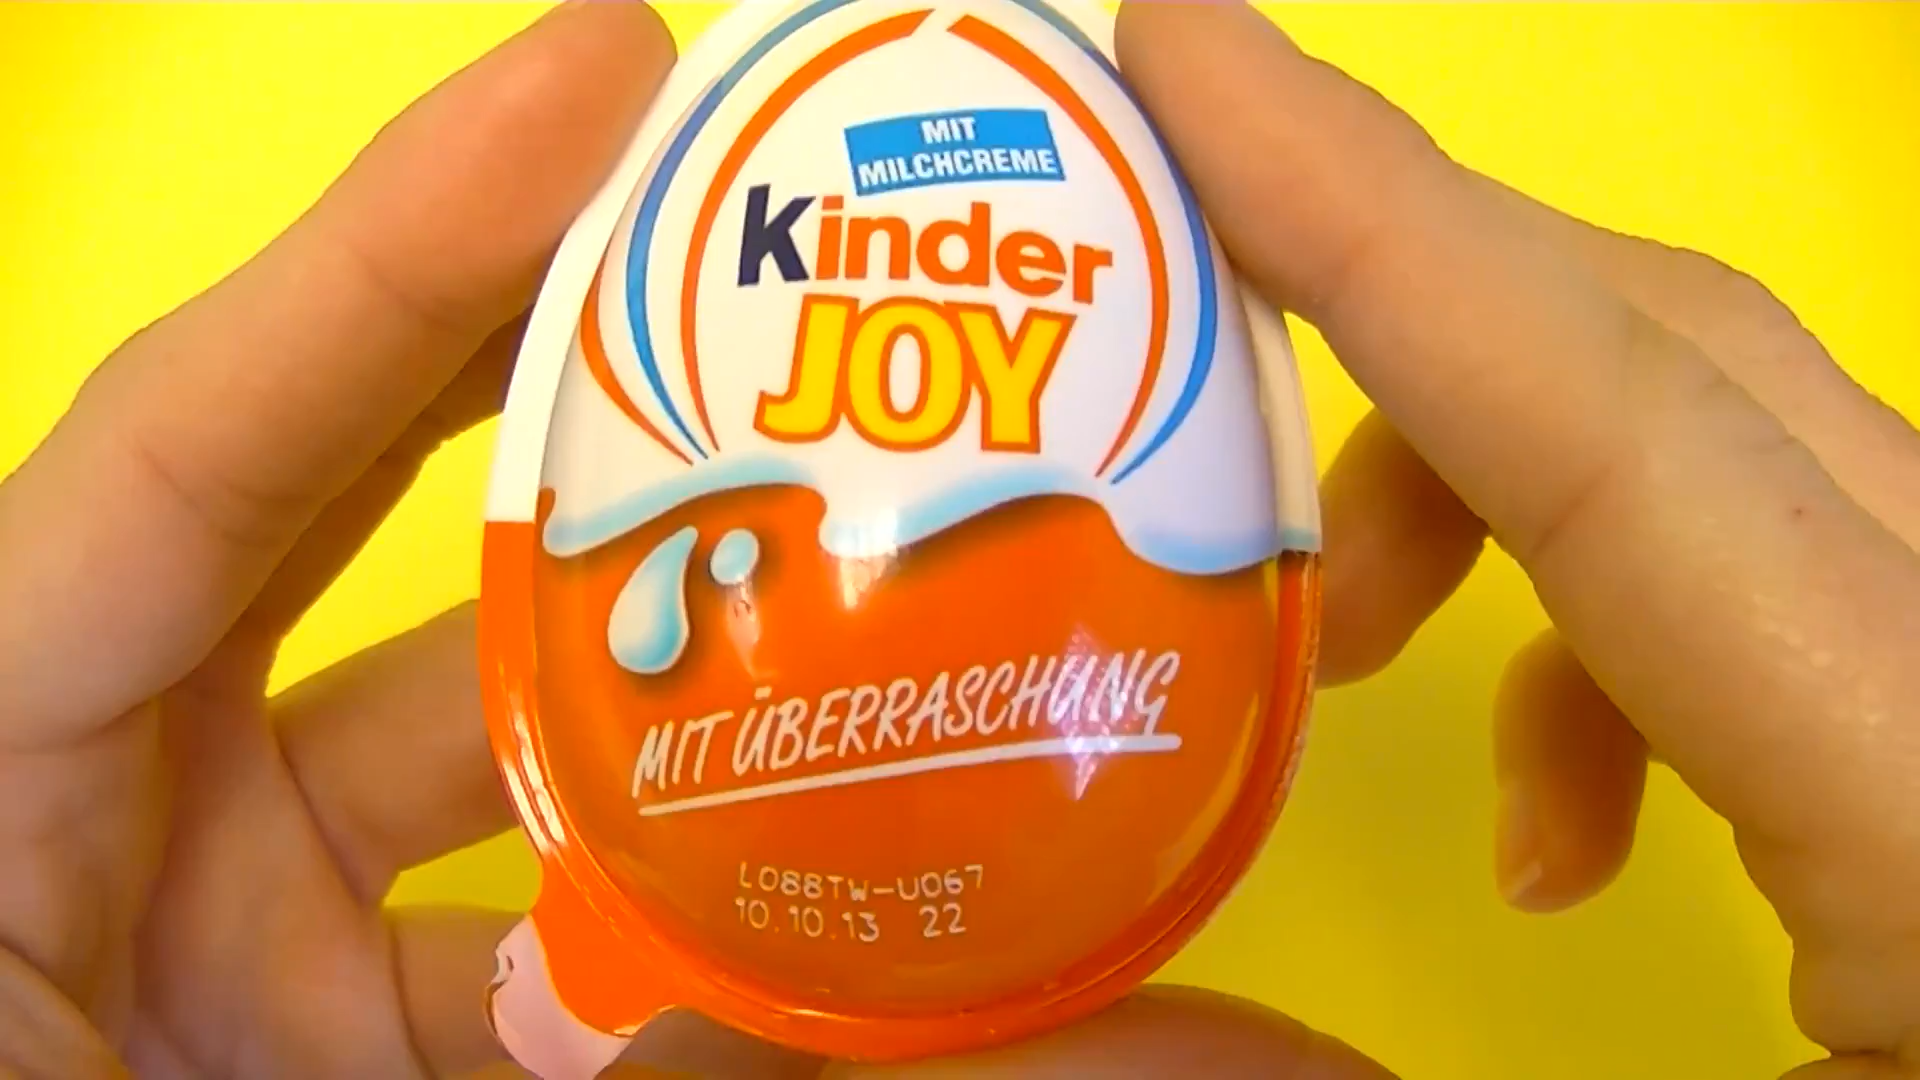 MIT
MILCHCREME
Kinder
JOY
MIT ÜBERRASCHUNG
L088TW-U067
10.10.13 22